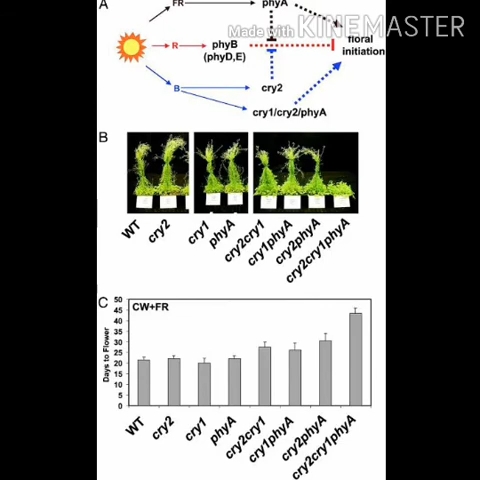 A
FR
phyA
Made with KINEMASTER
R
phyB
(phyD,E)
floral
initiation
B
cry2
cry1/cry2/phyA
B
WT
cry2
cry1
phyA
cry2cry1
cry1phyA
cry2phyA
cry2cry1phyA
C
CW+FR
Days to Flower
50
45
40
35
30
25
20
15
10
5
0
WT
cry2
cry1
phyA
cry2cry1
cry1phyA
cry2phyA
cry2cry1phyA